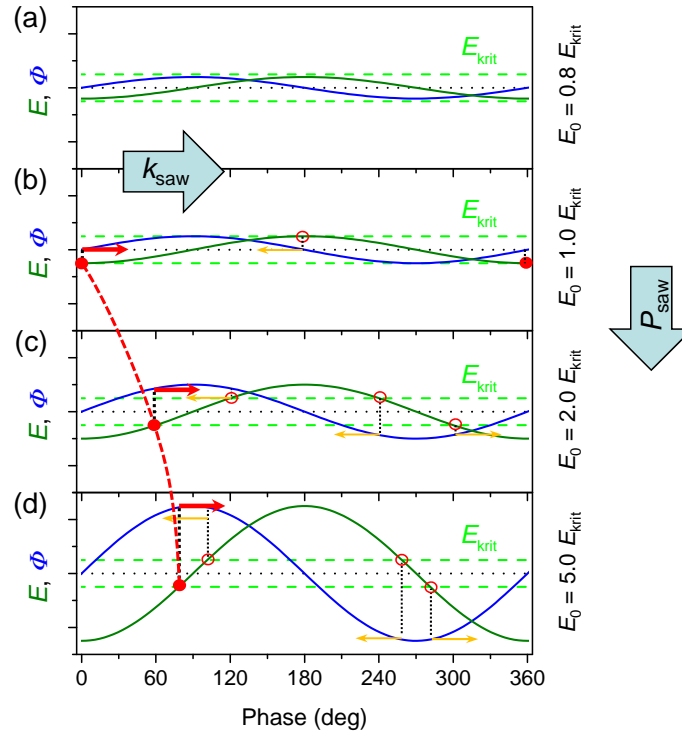 (a)
E_krit
E, Φ
E_0 = 0.8 E_krit
k_saw
(b)
E_krit
E, Φ
E_0 = 1.0 E_krit
P_saw
(c)
E_krit
E, Φ
E_0 = 2.0 E_krit
(d)
E_krit
E, Φ
E_0 = 5.0 E_krit
0 60 120 180 240 300 360
Phase (deg)